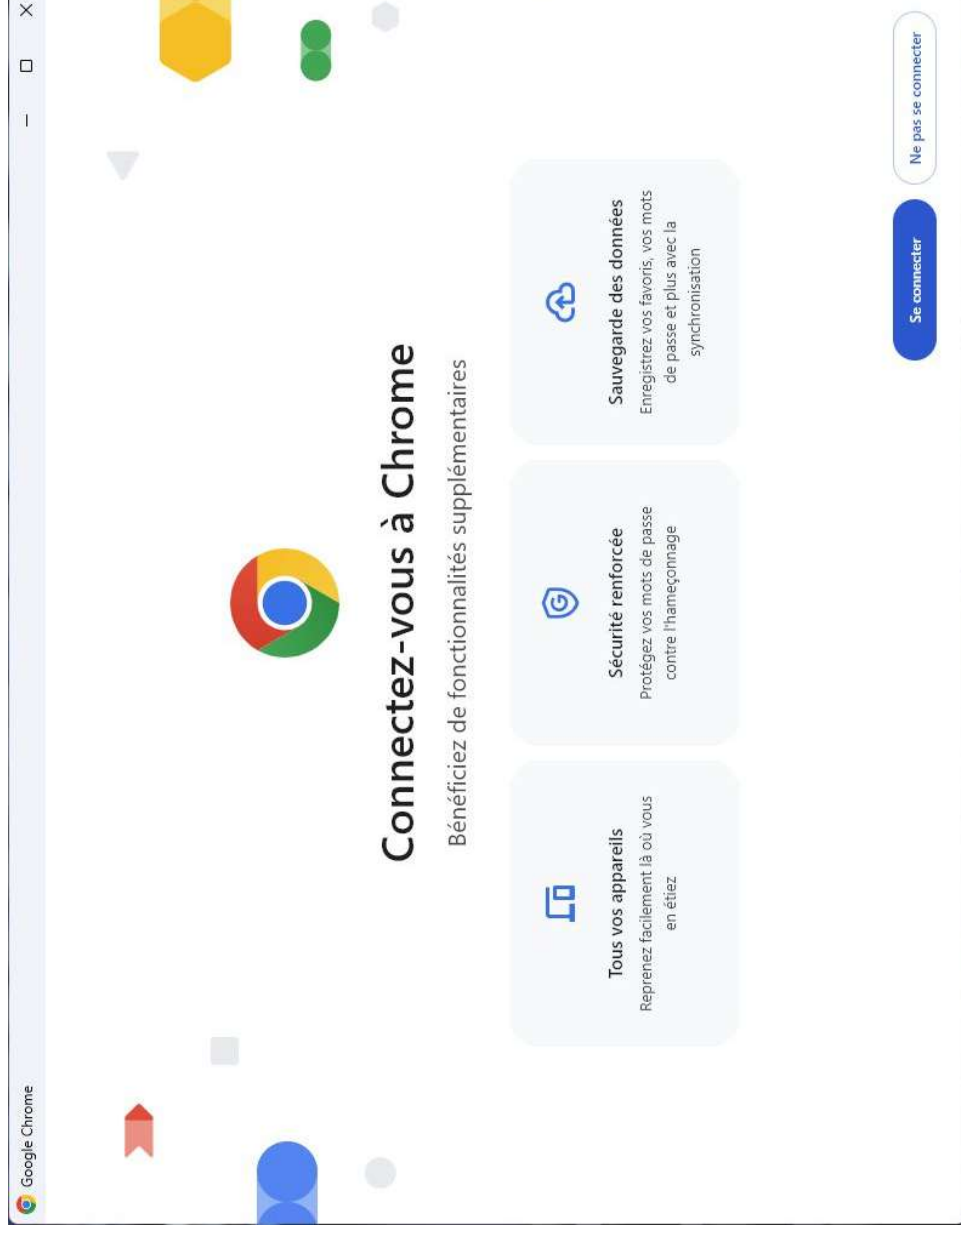 Google Chrome
Connectez-vous à Chrome
Bénéficiez de fonctionnalités supplémentaires
Tous vos appareils
Reprenez facilement là où vous
en étiez
Sécurité renforcée
Protégez vos mots de passe
contre l'hameçonnage
Sauvegarde des données
Enregistrez vos favoris, vos mots
de passe et plus avec la
synchronisation
Se connecter
Ne pas se connecter